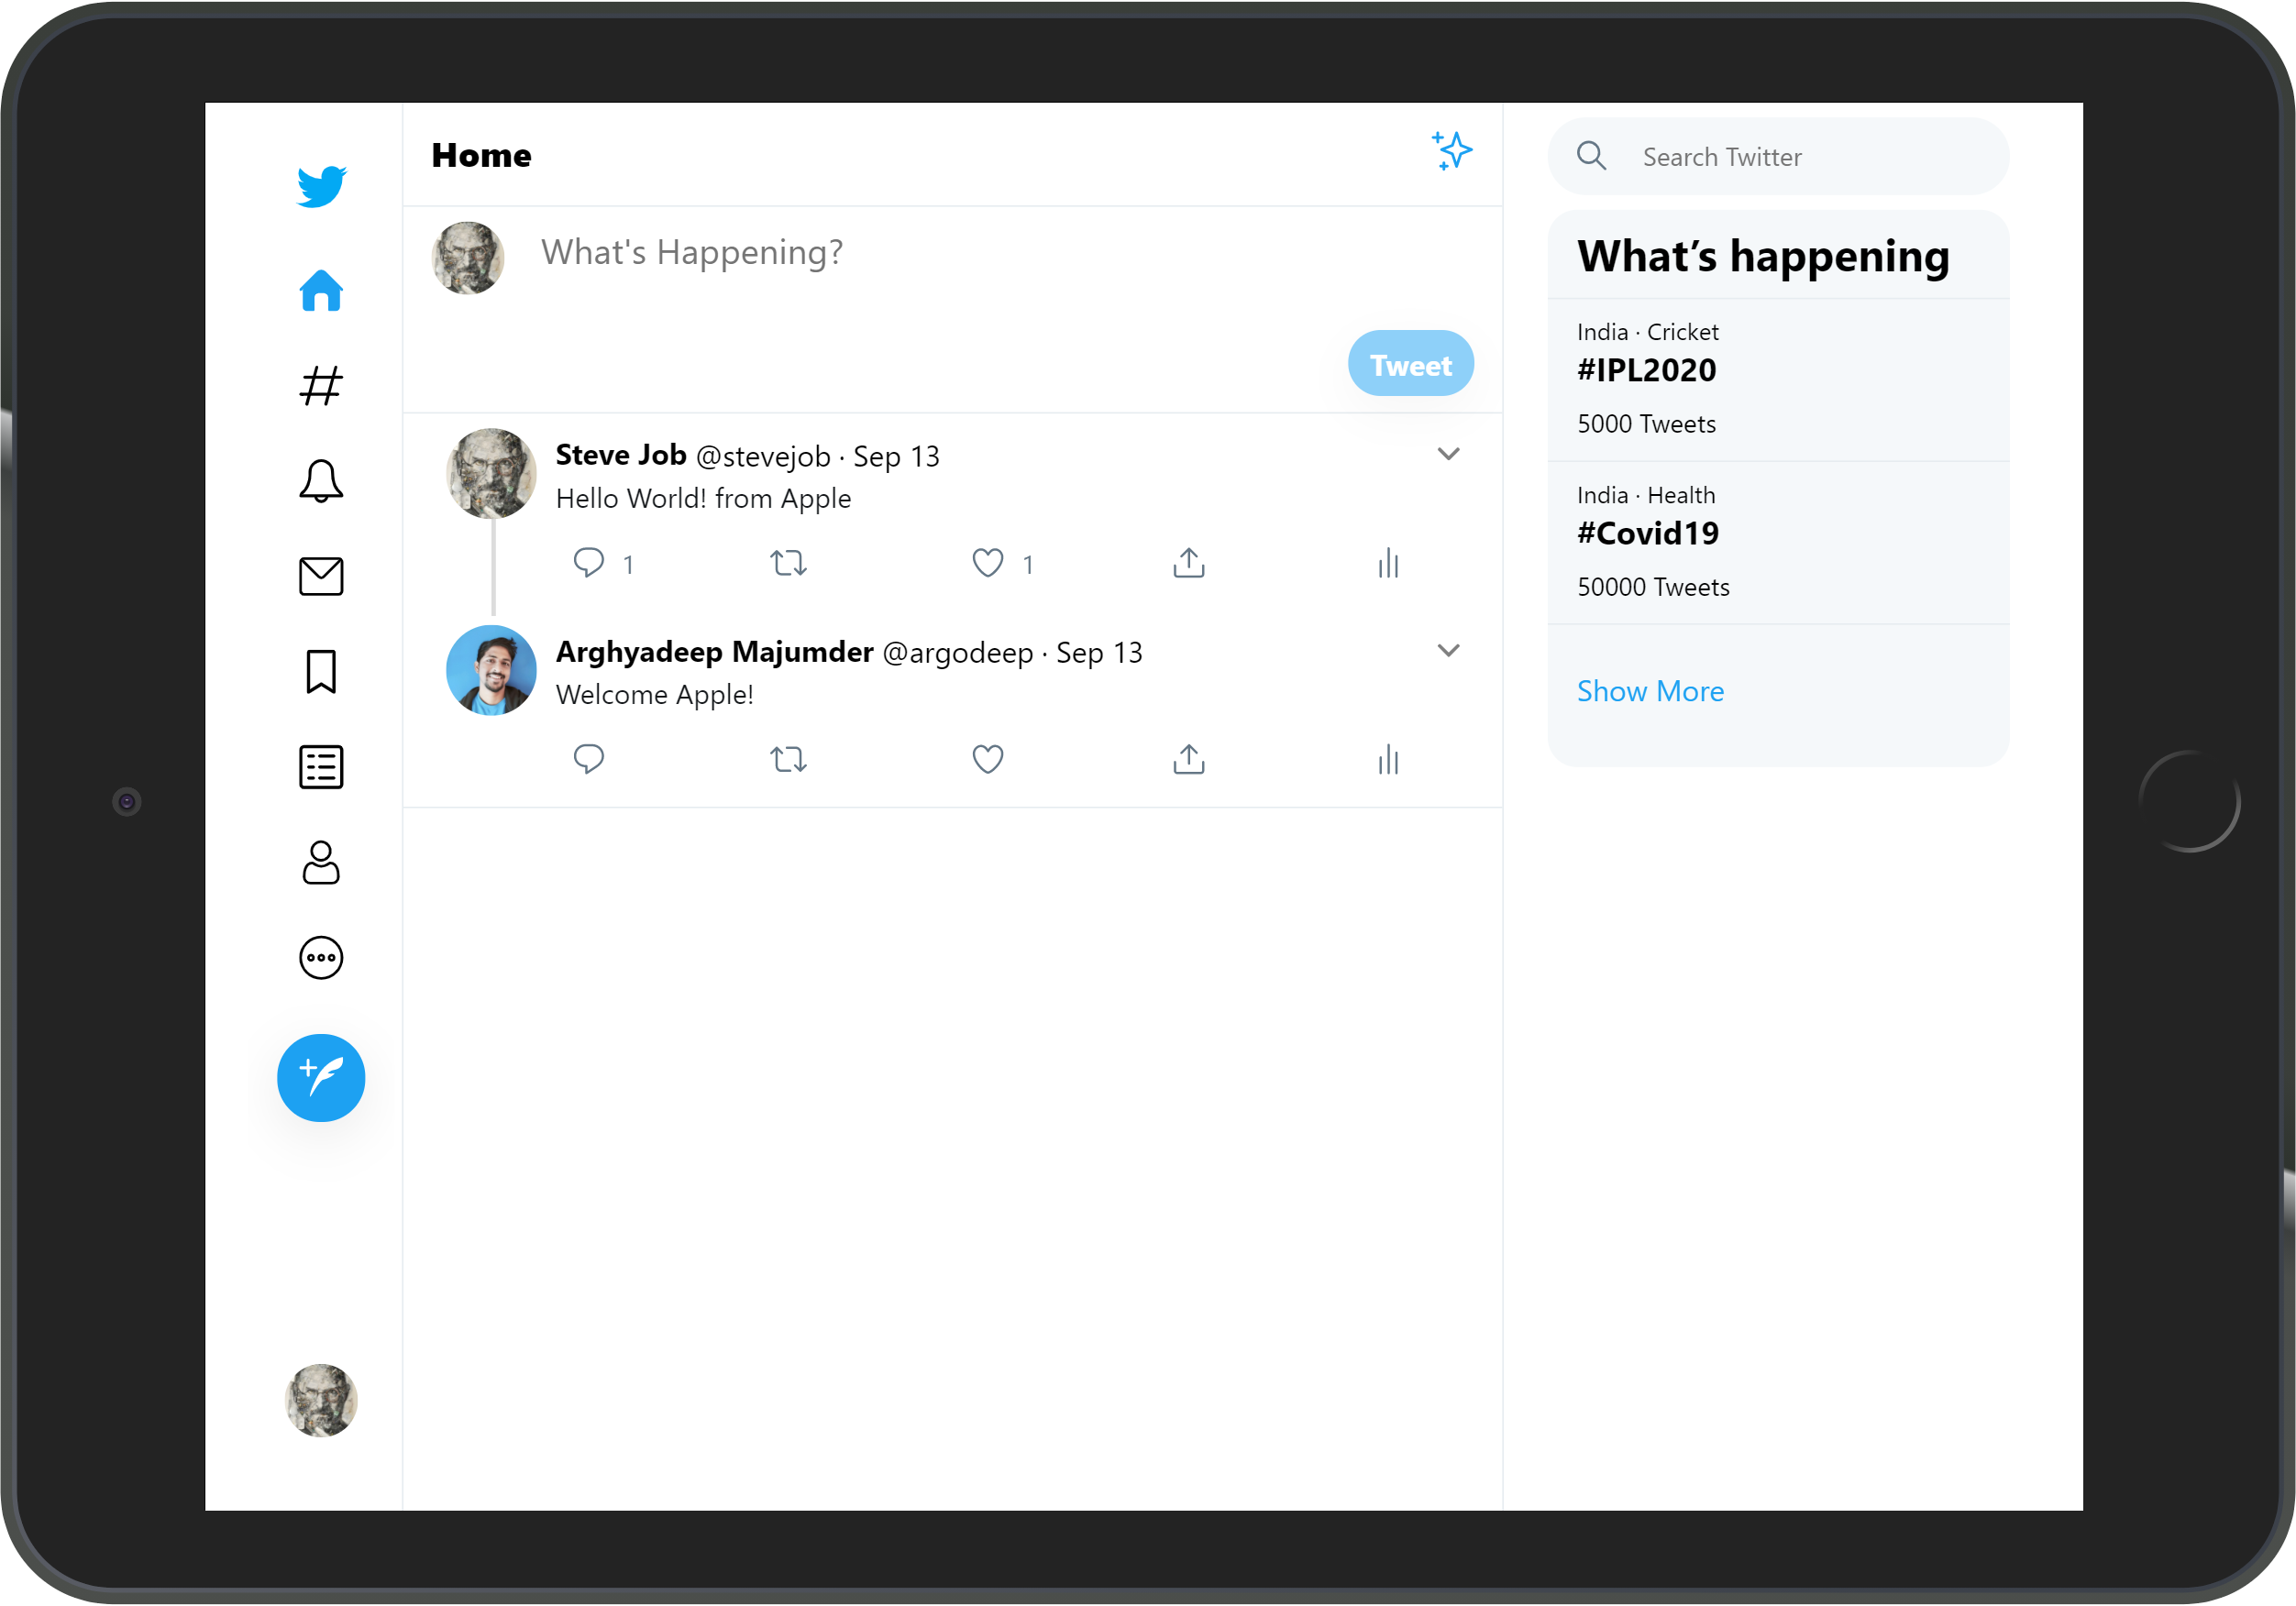 Home
What's Happening?
Tweet
Steve Job @stevejob · Sep 13
Hello World! from Apple
1 1
Arghyadeep Majumder @argodeep · Sep 13
Welcome Apple!
Search Twitter
What’s happening
India · Cricket
#IPL2020
5000 Tweets
India · Health
#Covid19
50000 Tweets
Show More